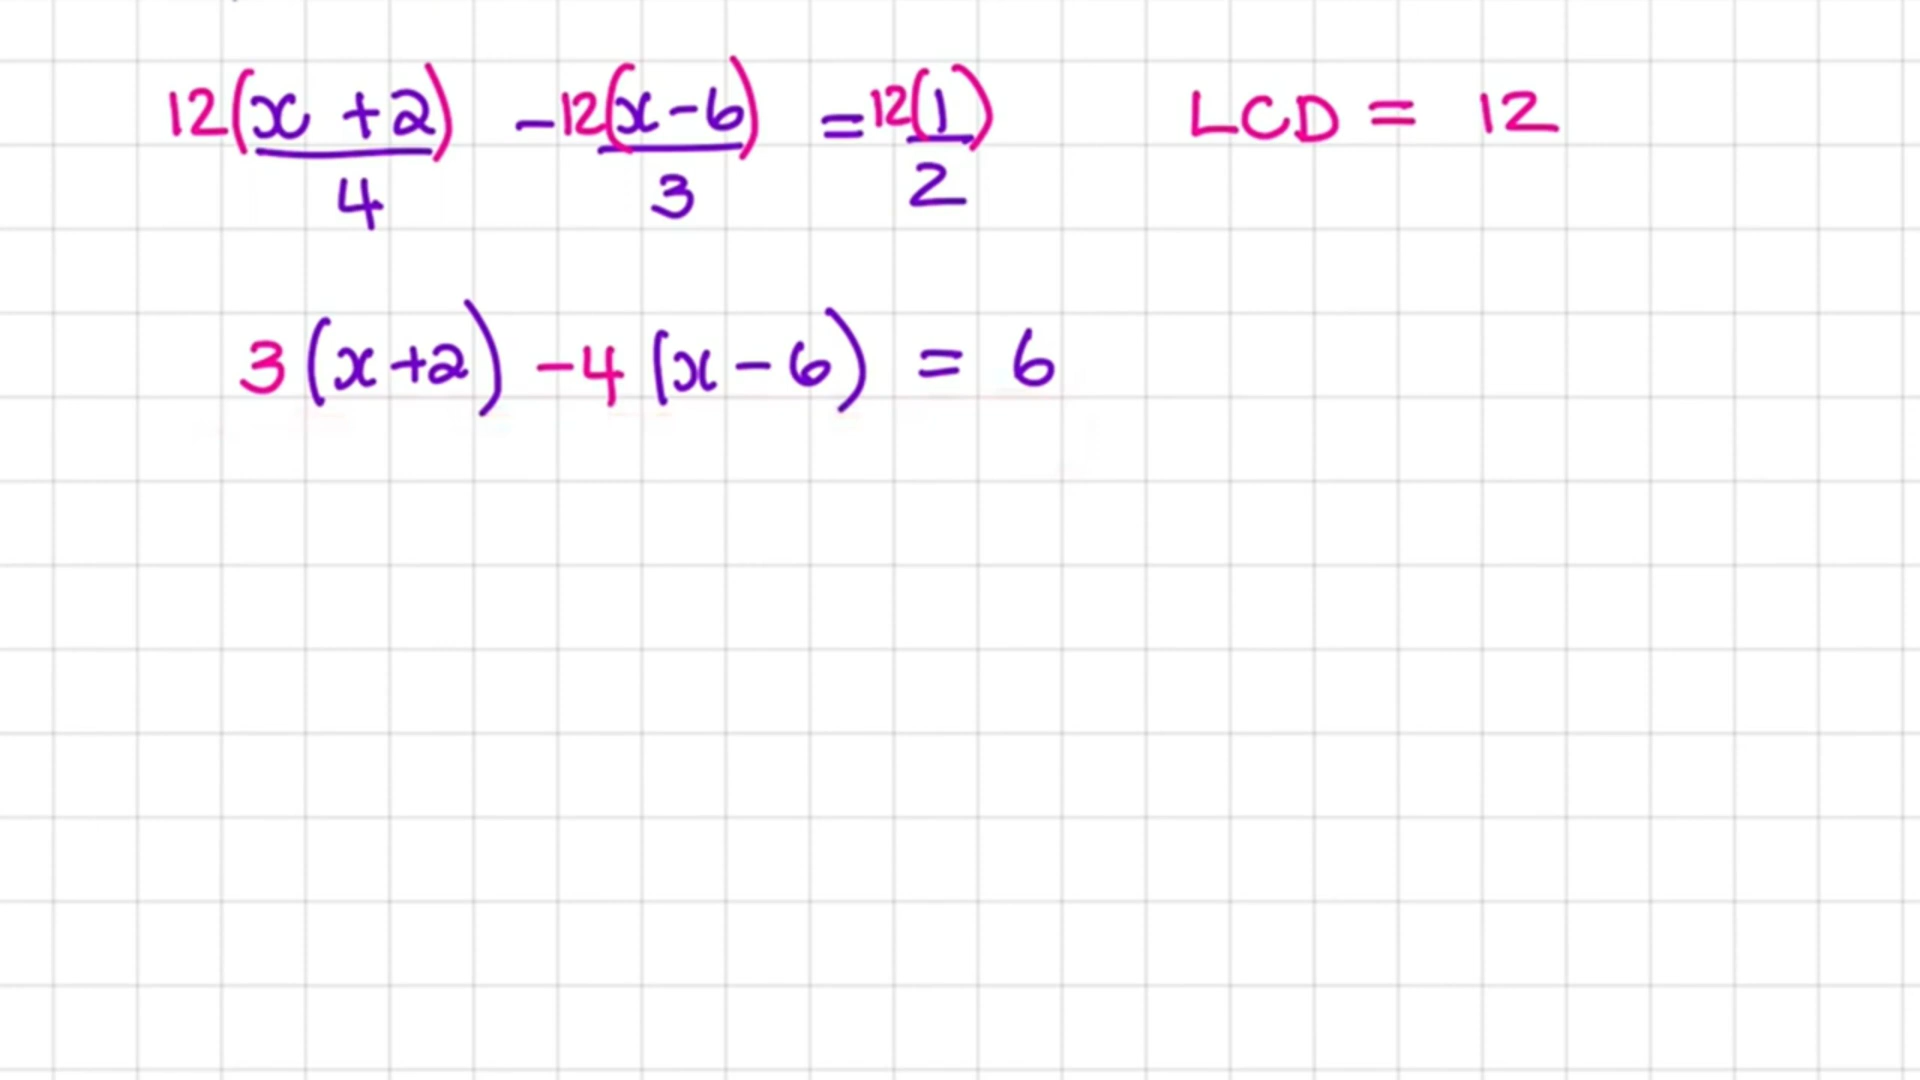 12(x + 2)/4 - 12(x - 6)/3 = 12(1)/2 LCD = 12
3 (x + 2) - 4 (x - 6) = 6